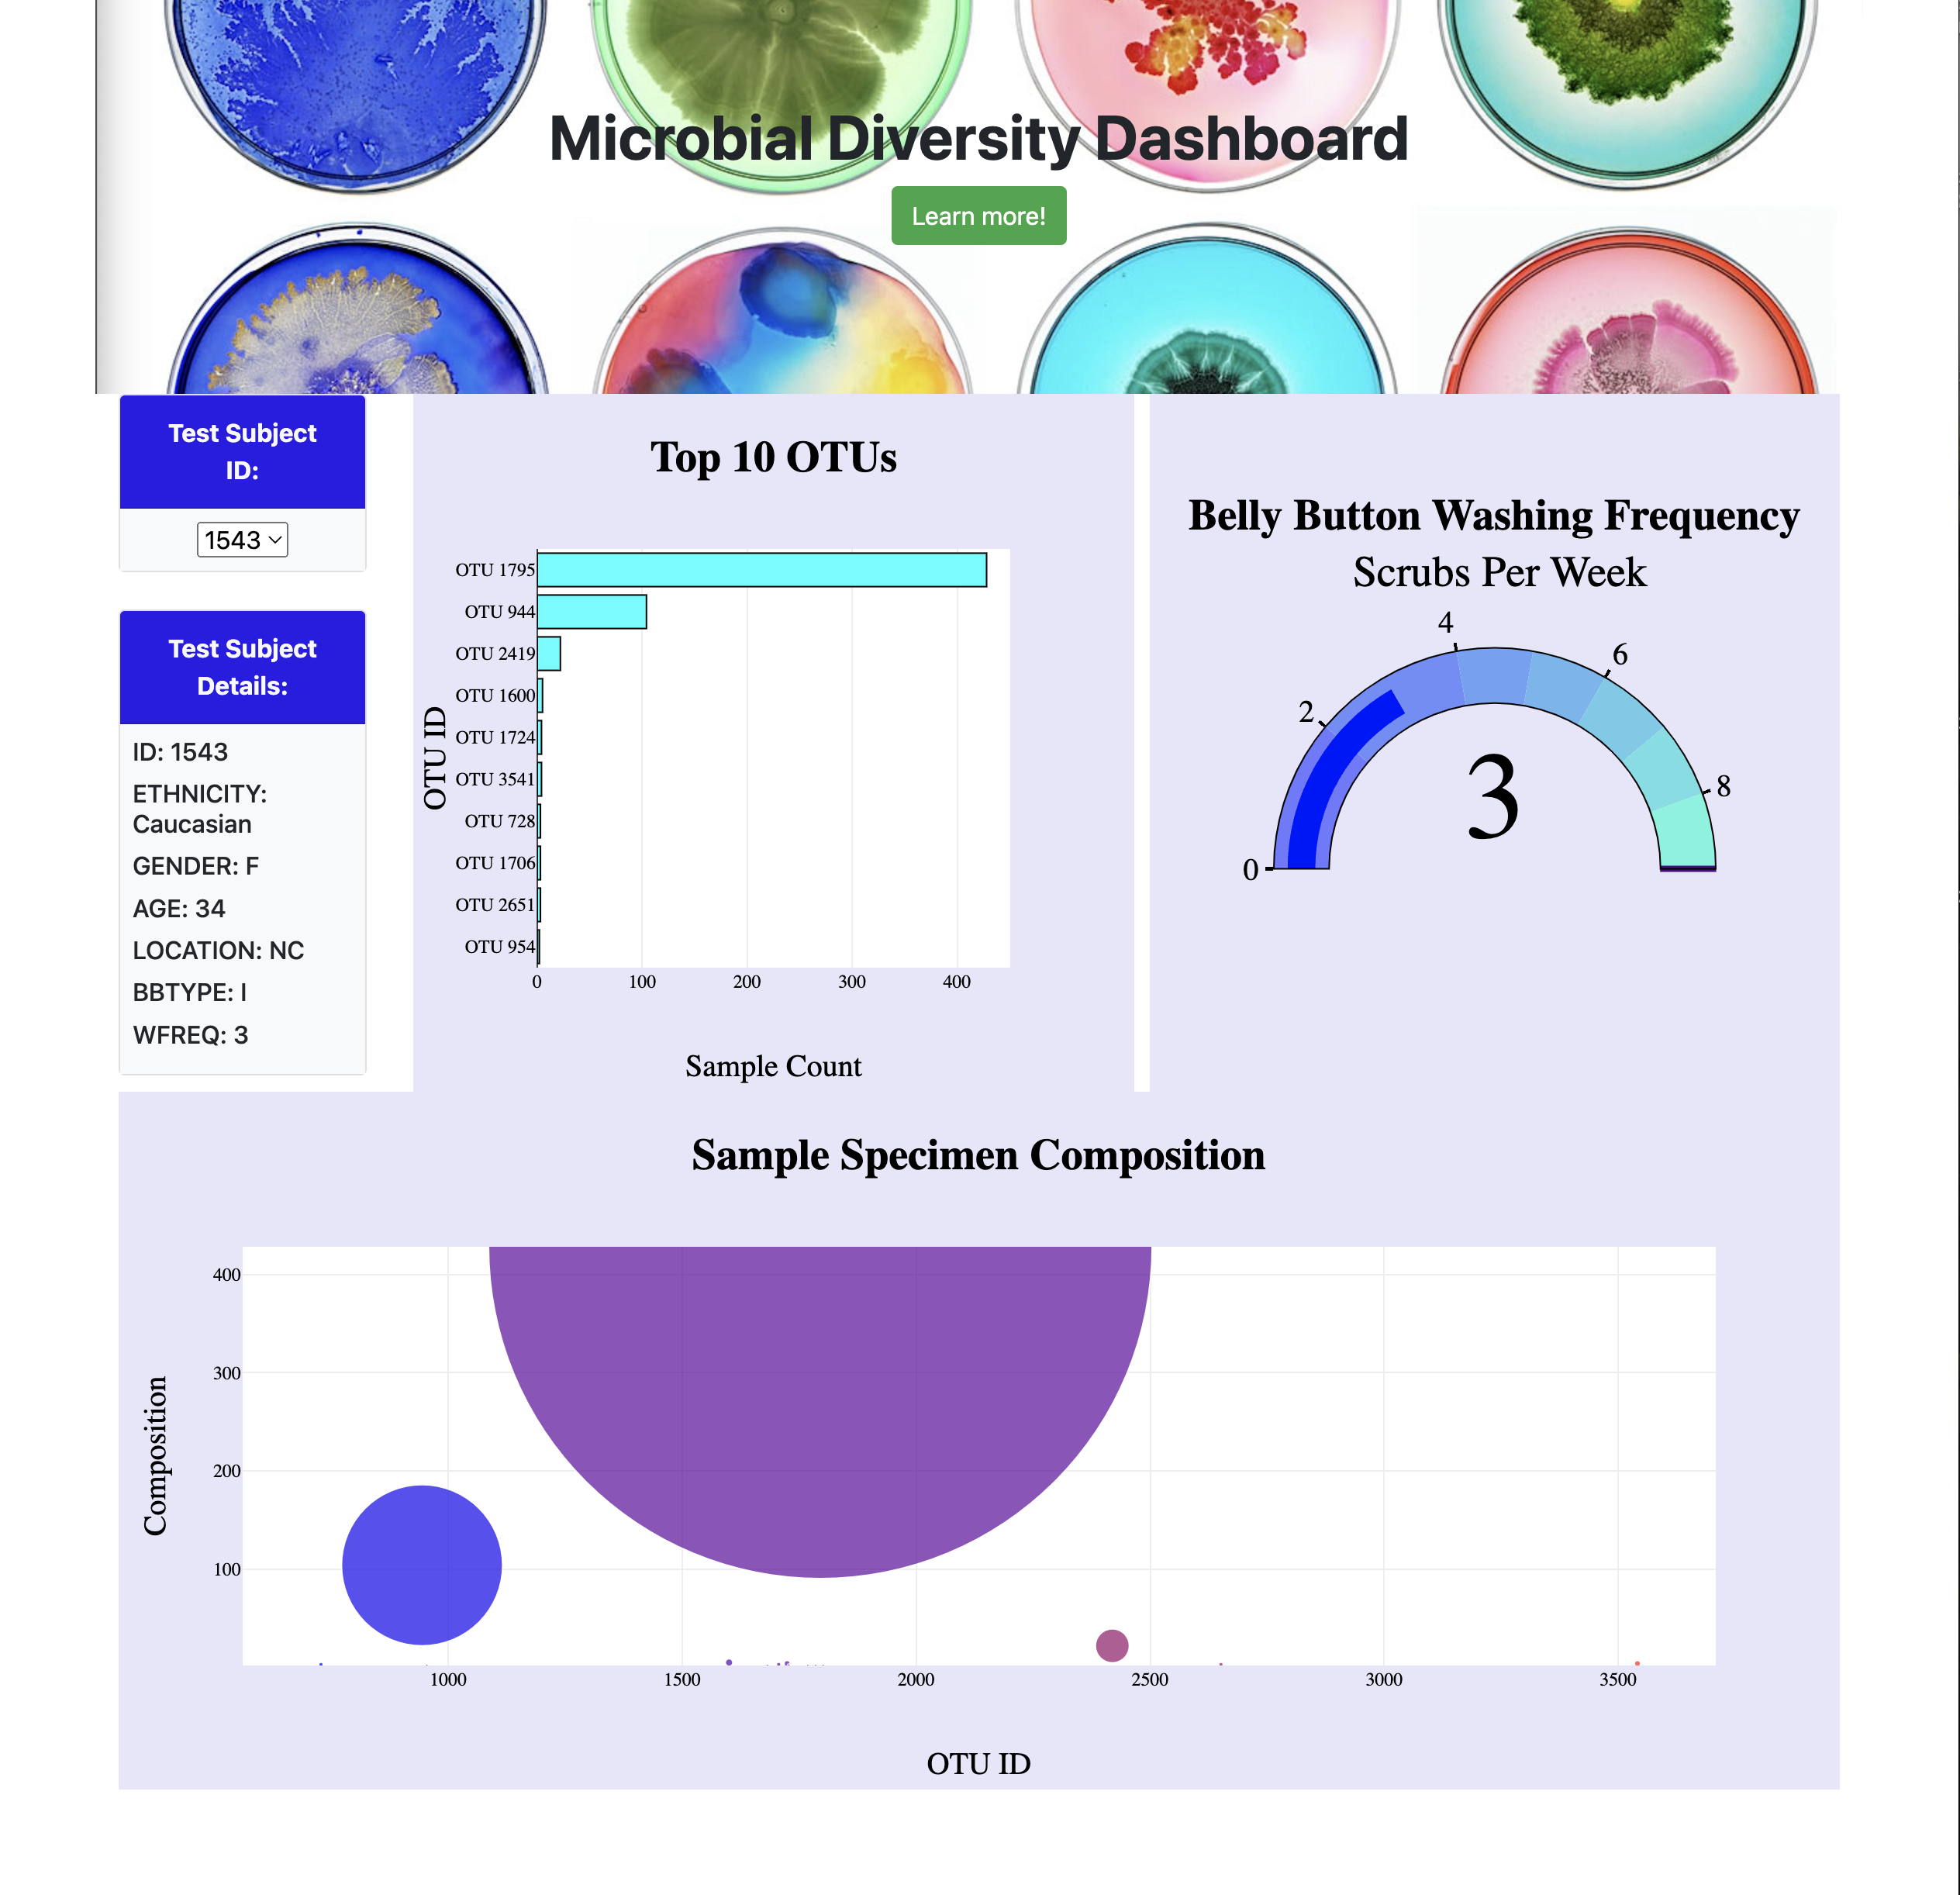 Microbial Diversity Dashboard
Learn more!
Test Subject
ID:
1543
Test Subject
Details:
ID: 1543
ETHNICITY:
Caucasian
GENDER: F
AGE: 34
LOCATION: NC
BBTYPE: I
WFREQ: 3
Top 10 OTUs
OTU ID
OTU 1795
OTU 944
OTU 2419
OTU 1600
OTU 1724
OTU 3541
OTU 728
OTU 1706
OTU 2651
OTU 954
0 100 200 300 400
Sample Count
Belly Button Washing Frequency
Scrubs Per Week
0
2
4
6
8
3
Sample Specimen Composition
Composition
400
300
200
100
1000 1500 2000 2500 3000 3500
OTU ID